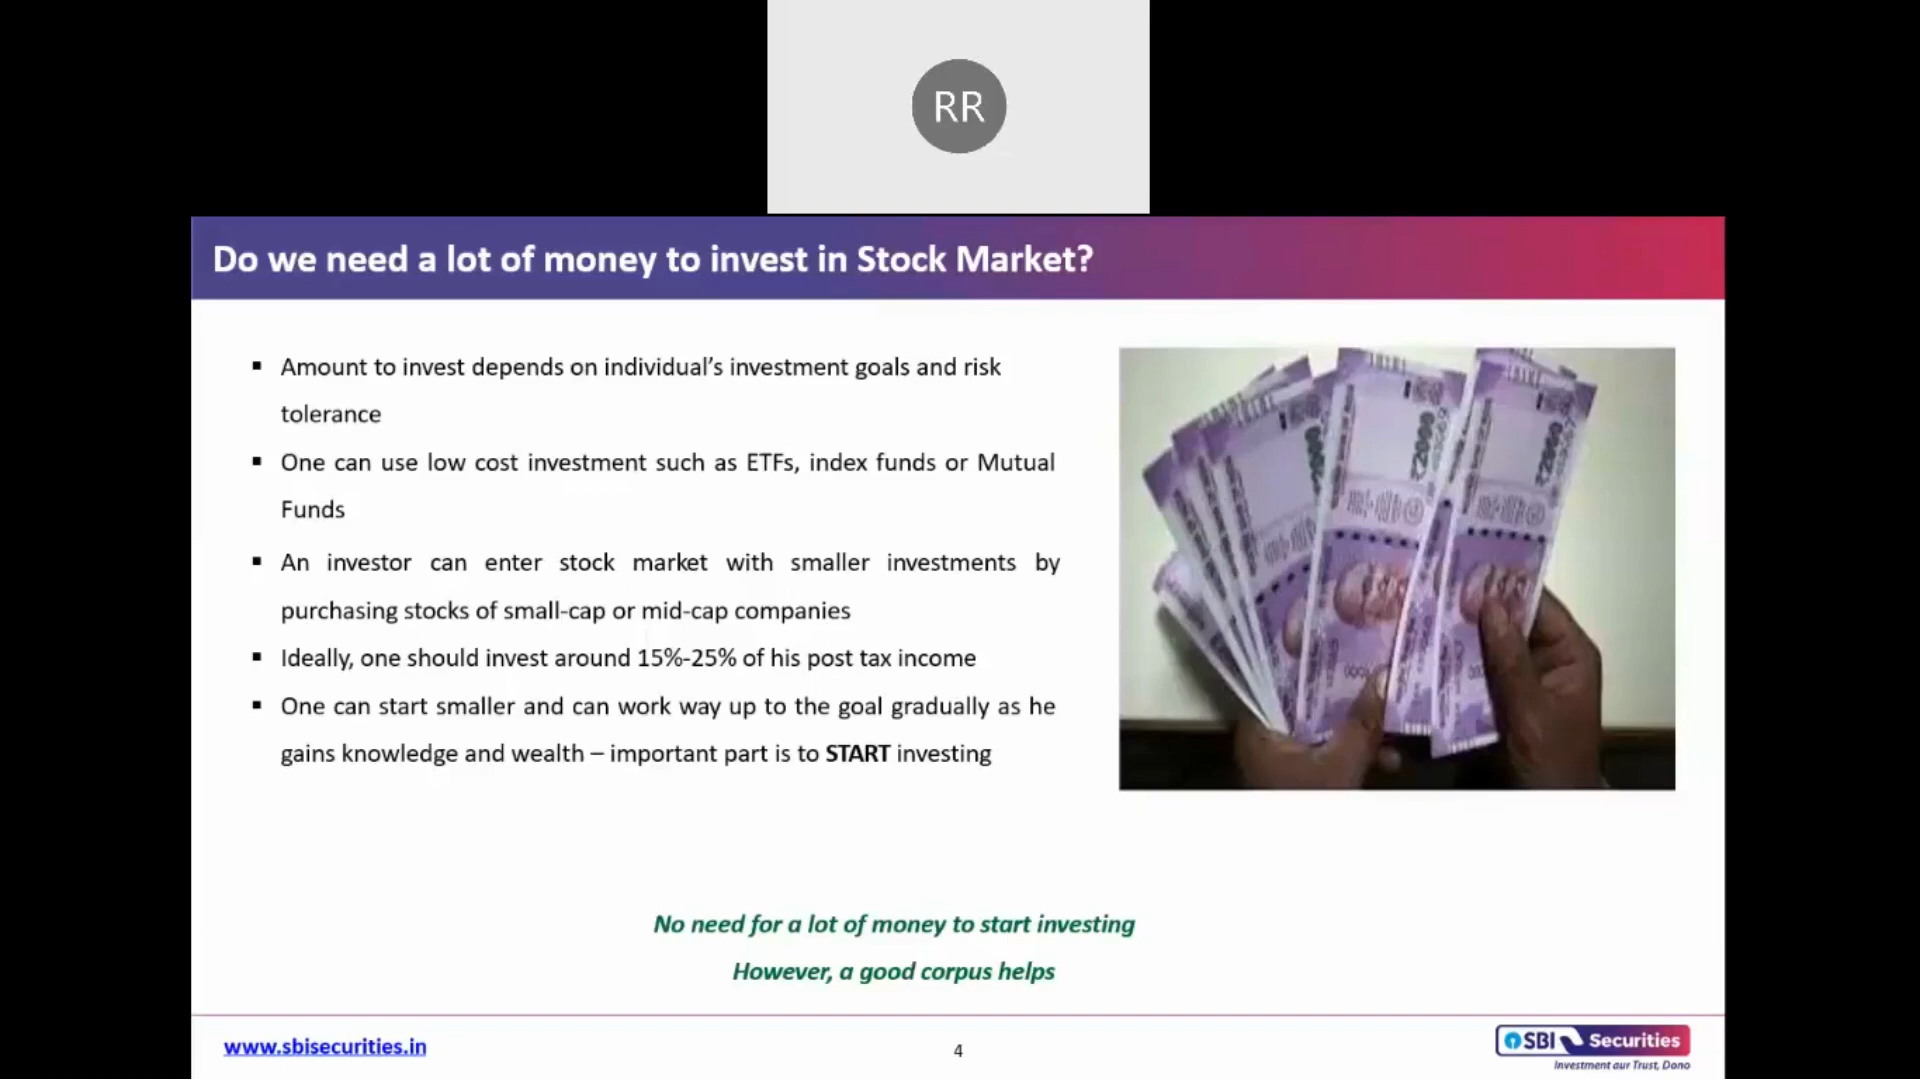 RR
Do we need a lot of money to invest in Stock Market?
▪ Amount to invest depends on individual’s investment goals and risk
tolerance
▪ One can use low cost investment such as ETFs, index funds or Mutual
Funds
▪ An investor can enter stock market with smaller investments by
purchasing stocks of small-cap or mid-cap companies
▪ Ideally, one should invest around 15%-25% of his post tax income
▪ One can start smaller and can work way up to the goal gradually as he
gains knowledge and wealth – important part is to START investing
₹2000
₹2000
No need for a lot of money to start investing
However, a good corpus helps
www.sbisecurities.in
4
SBI Securities
Investment aur Trust, Dono